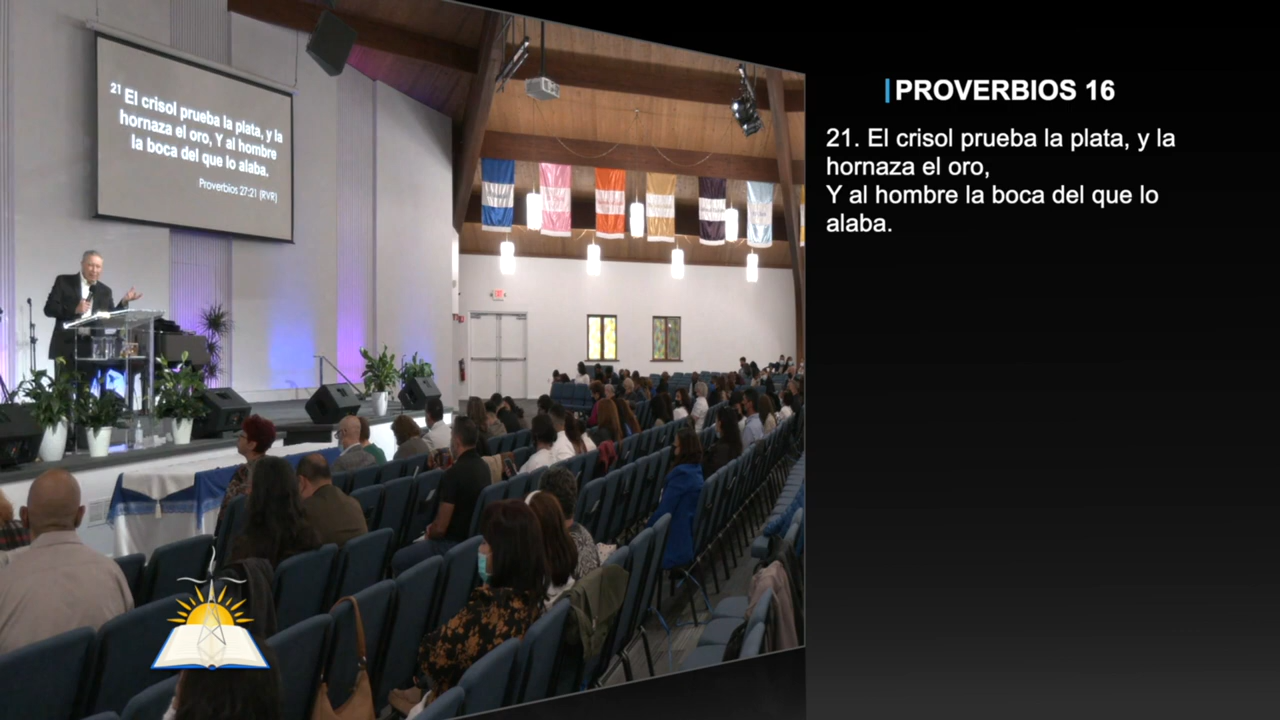 21 El crisol prueba la plata, y la
hornaza el oro, Y al hombre
la boca del que lo alaba.
Proverbios 27:21 (RVR)
PROVERBIOS 16
21. El crisol prueba la plata, y la
hornaza el oro,
Y al hombre la boca del que lo
alaba.